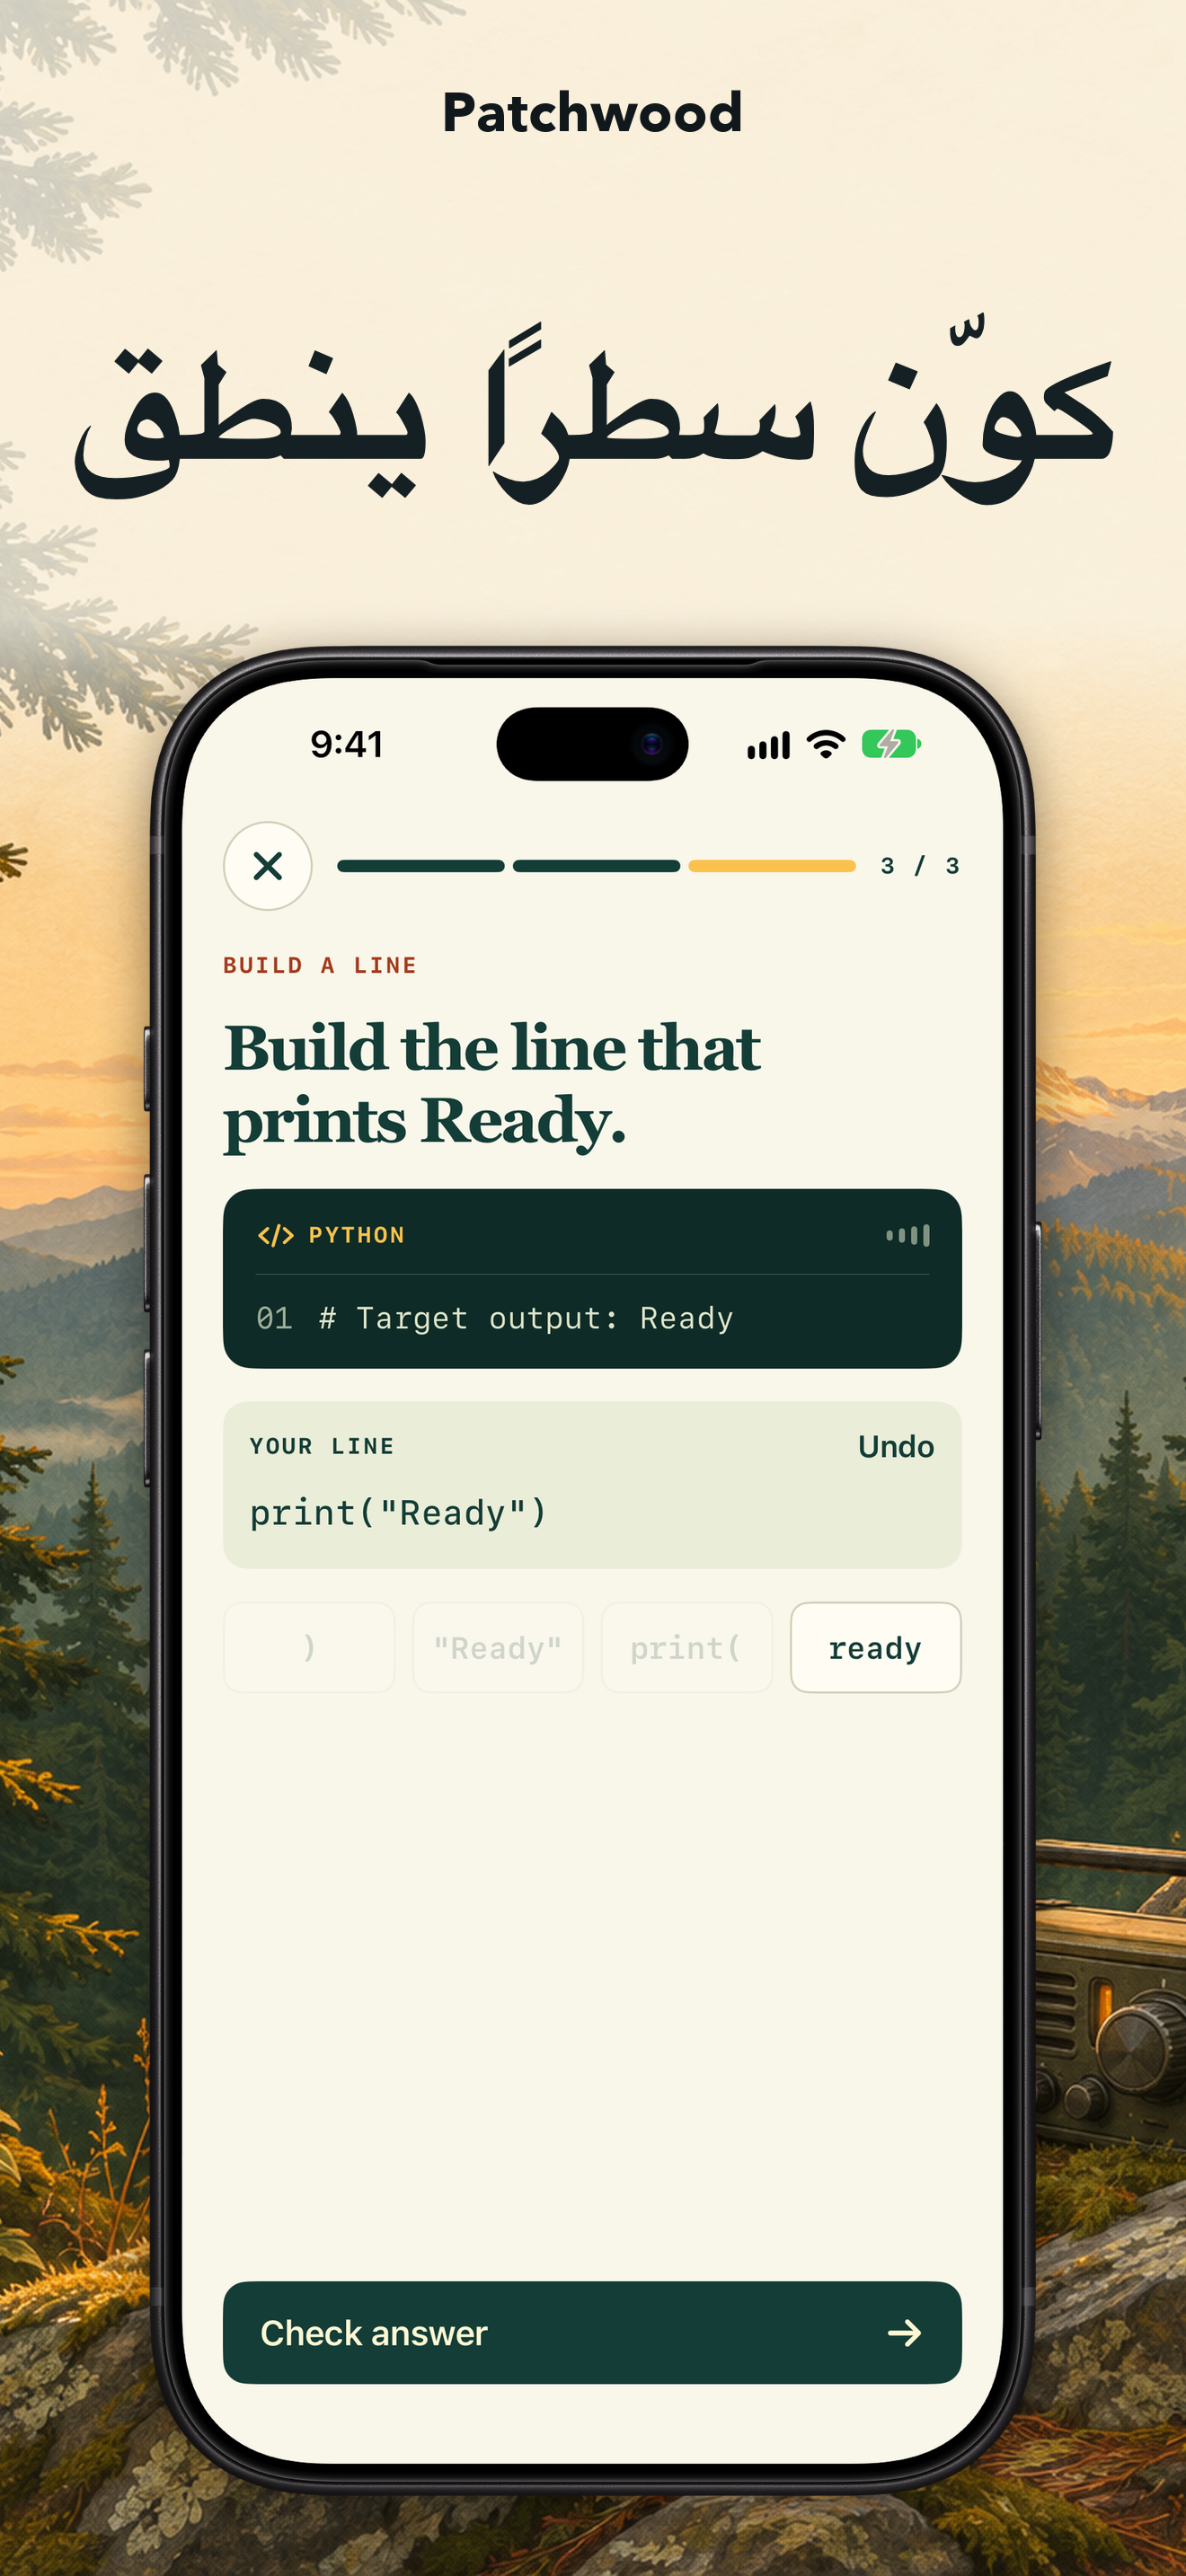 Patchwood
كوّن سطراً ينطق
9:41
3 / 3
BUILD A LINE
Build the line that
prints Ready.
</> PYTHON
01 # Target output: Ready
YOUR LINE Undo
print("Ready")
) "Ready" print( ready
Check answer